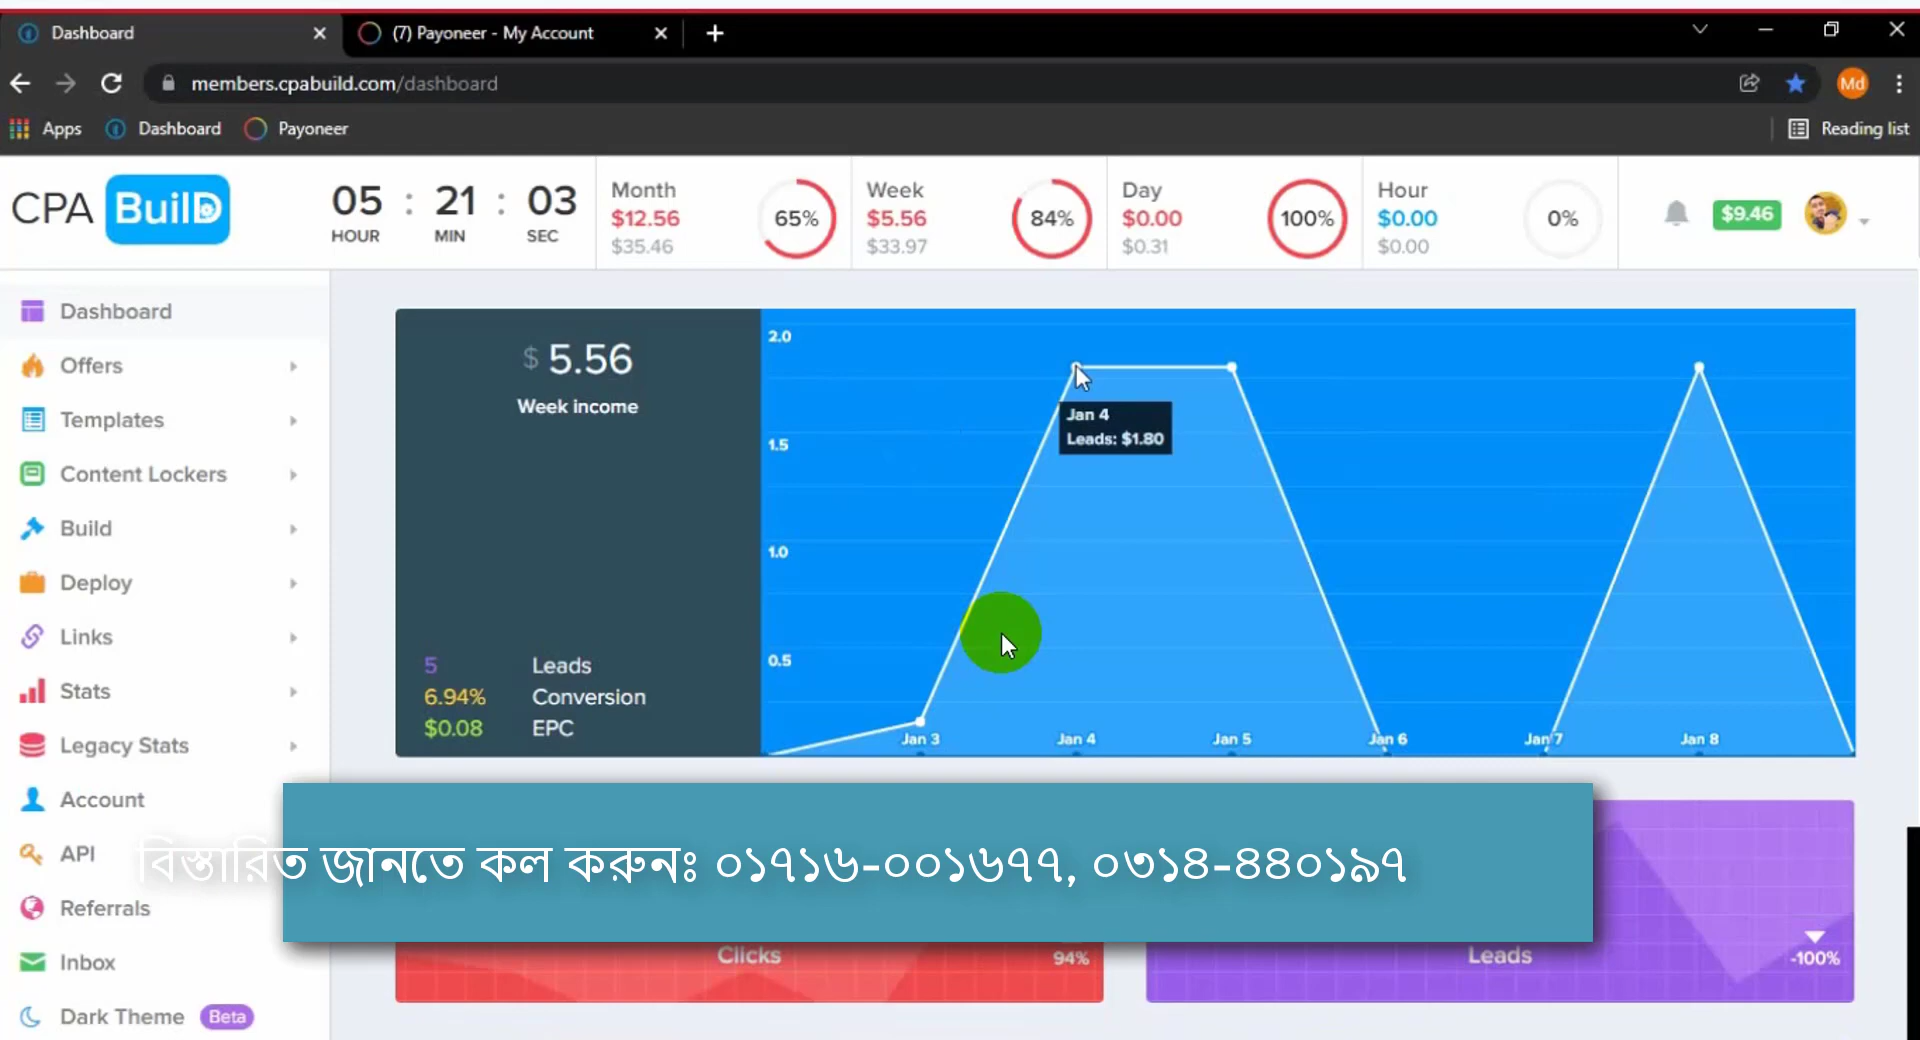 Dashboard
(7) Payoneer - My Account
members.cpabuild.com/dashboard
Md
Apps
Dashboard
Payoneer
Reading list
CPA BuilD
05 : 21 : 03
HOUR MIN SEC
Month
$12.56
$35.46
65%
Week
$5.56
$33.97
84%
Day
$0.00
$0.31
100%
Hour
$0.00
$0.00
0%
$9.46
Dashboard
Offers
Templates
Content Lockers
Build
Deploy
Links
Stats
Legacy Stats
Account
API
Referrals
Inbox
Dark Theme Beta
$ 5.56
Week income
5 Leads
6.94% Conversion
$0.08 EPC
2.0
1.5
1.0
0.5
Jan 4
Leads: $1.80
Jan 3 Jan 4 Jan 5 Jan 6 Jan 7 Jan 8
বিস্তারিত জানতে কল করুনঃ ০১৭১৬-০০১৬৭৭, ০৩১৪-৪৪০১৯৭
Clicks
94%
Leads
-100%